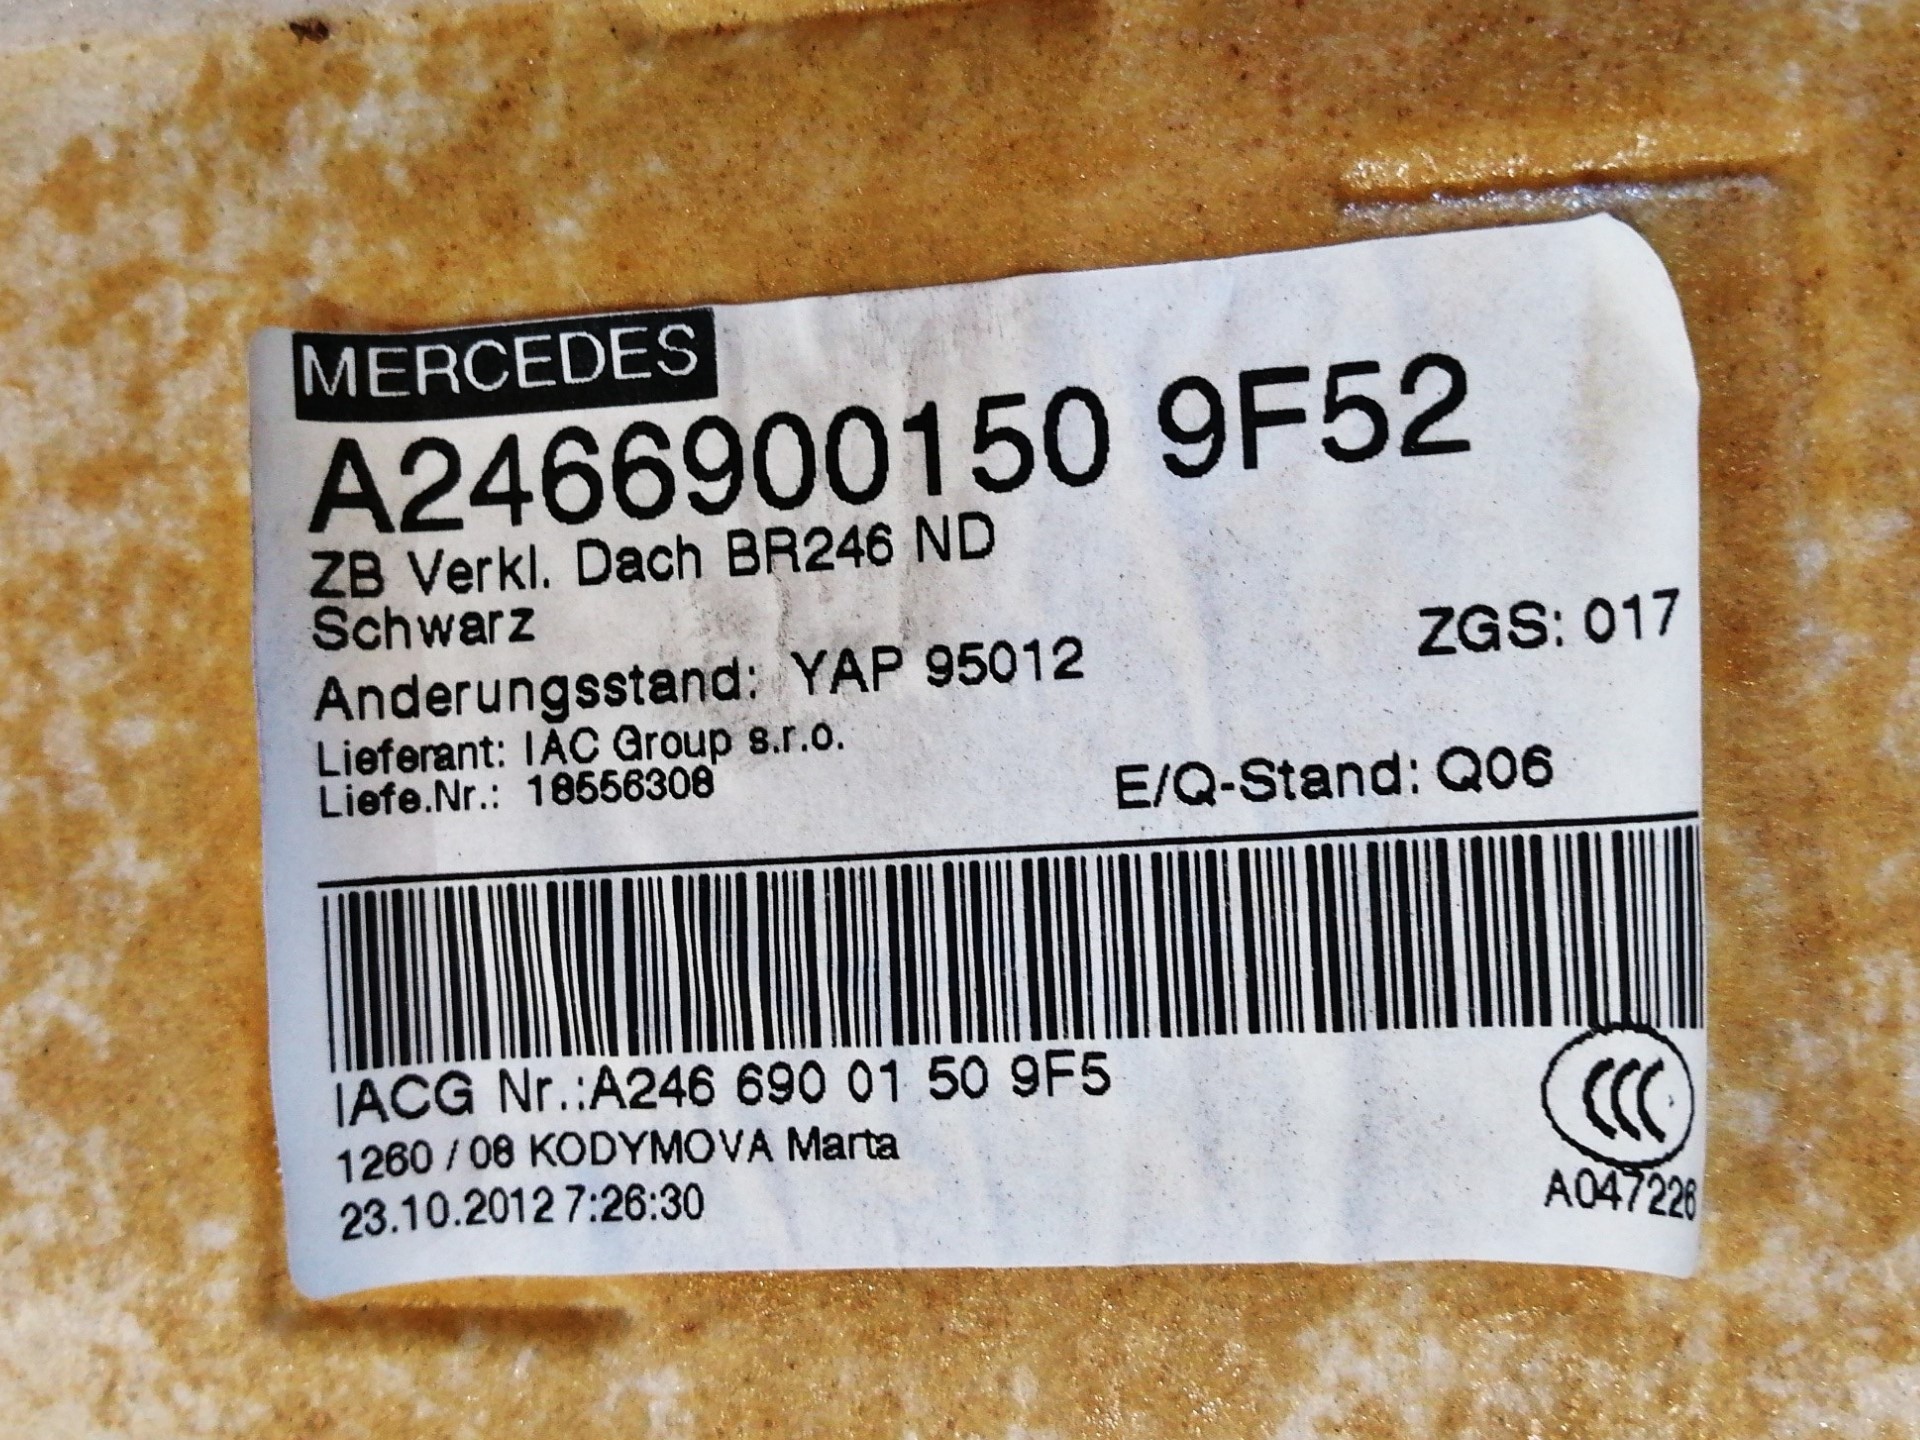 MERCEDES
A2466900150 9F52
ZB Verkl. Dach BR246 ND
Schwarz
ZGS: 017
Anderungsstand: YAP 95012
Lieferant: IAC Group s.r.o.
Liefe.Nr.: 18556308
E/Q-Stand: Q06
IACG Nr.:A246 690 01 50 9F5
1260 / 08 KODYMOVA Marta
23.10.2012 7:26:30
CCC
A047226